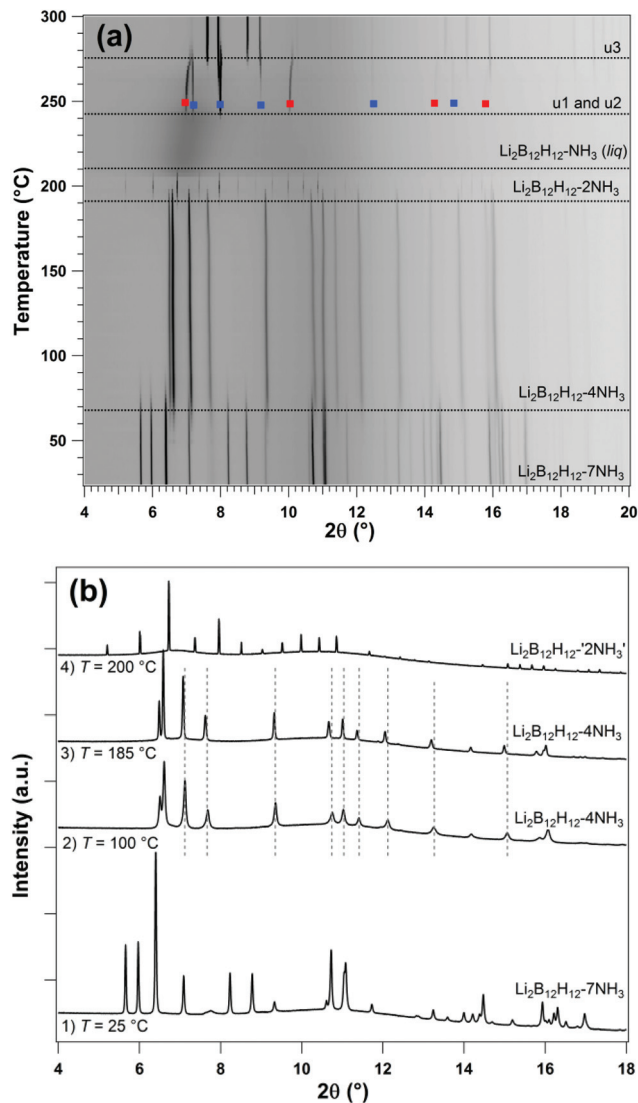 (a)
300
250
200
150
100
50
Temperature (°C)
u3
u1 and u2
Li₂B₁₂H₁₂-NH₃ (liq)
Li₂B₁₂H₁₂-2NH₃
Li₂B₁₂H₁₂-4NH₃
Li₂B₁₂H₁₂-7NH₃
4 6 8 10 12 14 16 18 20
2θ (°)
(b)
Intensity (a.u.)
Li₂B₁₂H₁₂-'2NH₃'
4) T = 200 °C
Li₂B₁₂H₁₂-4NH₃
3) T = 185 °C
Li₂B₁₂H₁₂-4NH₃
2) T = 100 °C
Li₂B₁₂H₁₂-7NH₃
1) T = 25 °C
4 6 8 10 12 14 16 18
2θ (°)